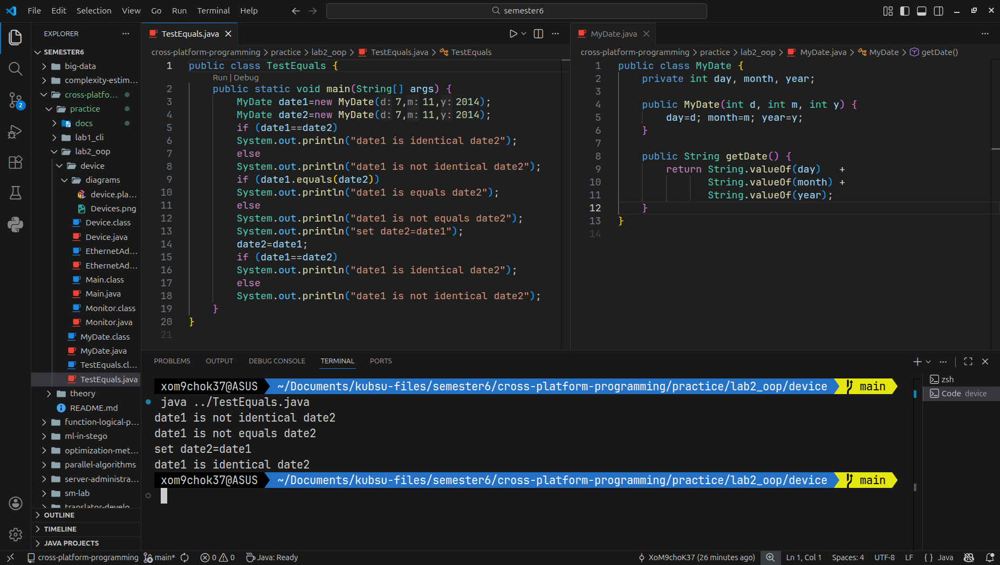 File Edit Selection View Go Run Terminal Help
semester6
EXPLORER
SEMESTER6
big-data
complexity-estim...
cross-platfo...
practice
docs
lab1_cli
lab2_oop
device
diagrams
device.pla...
Devices.png
Device.class
Device.java
EthernetAd...
EthernetAd...
Main.class
Main.java
Monitor.class
Monitor.java
MyDate.class
MyDate.java
TestEquals.cl...
TestEquals.java
theory
README.md
function-logical-p...
ml-in-stego
optimization-met...
parallel-algorithms
server-administra...
sm-lab
translator-develo
OUTLINE
TIMELINE
JAVA PROJECTS
2
TestEquals.java
cross-platform-programming > practice > lab2_oop > TestEquals.java > TestEquals
1 public class TestEquals {
Run | Debug
2 public static void main(String[] args) {
3 MyDate date1=new MyDate(d: 7,m: 11,y: 2014);
4 MyDate date2=new MyDate(d: 7,m: 11,y: 2014);
5 if (date1==date2)
6 System.out.println("date1 is identical date2");
7 else
8 System.out.println("date1 is not identical date2");
9 if (date1.equals(date2))
10 System.out.println("date1 is equals date2");
11 else
12 System.out.println("date1 is not equals date2");
13 System.out.println("set date2=date1");
14 date2=date1;
15 if (date1==date2)
16 System.out.println("date1 is identical date2");
17 else
18 System.out.println("date1 is not identical date2");
19 }
20 }
21
MyDate.java
cross-platform-programming > practice > lab2_oop > MyDate.java > MyDate > getDate()
1 public class MyDate {
2 private int day, month, year;
3
4 public MyDate(int d, int m, int y) {
5 day=d; month=m; year=y;
6 }
7
8 public String getDate() {
9 return String.valueOf(day) +
10 String.valueOf(month) +
11 String.valueOf(year);
12 }
13 }
14
PROBLEMS OUTPUT DEBUG CONSOLE TERMINAL PORTS
xom9chok37@ASUS ~/Documents/kubsu-files/semester6/cross-platform-programming/practice/lab2_oop/device main
java ../TestEquals.java
date1 is not identical date2
date1 is not equals date2
set date2=date1
date1 is identical date2
xom9chok37@ASUS ~/Documents/kubsu-files/semester6/cross-platform-programming/practice/lab2_oop/device main
zsh
Code device
cross-platform-programming main* 0 0 Java: Ready XoM9choK37 (26 minutes ago) Ln 1, Col 1 Spaces: 4 UTF-8 LF { } Java